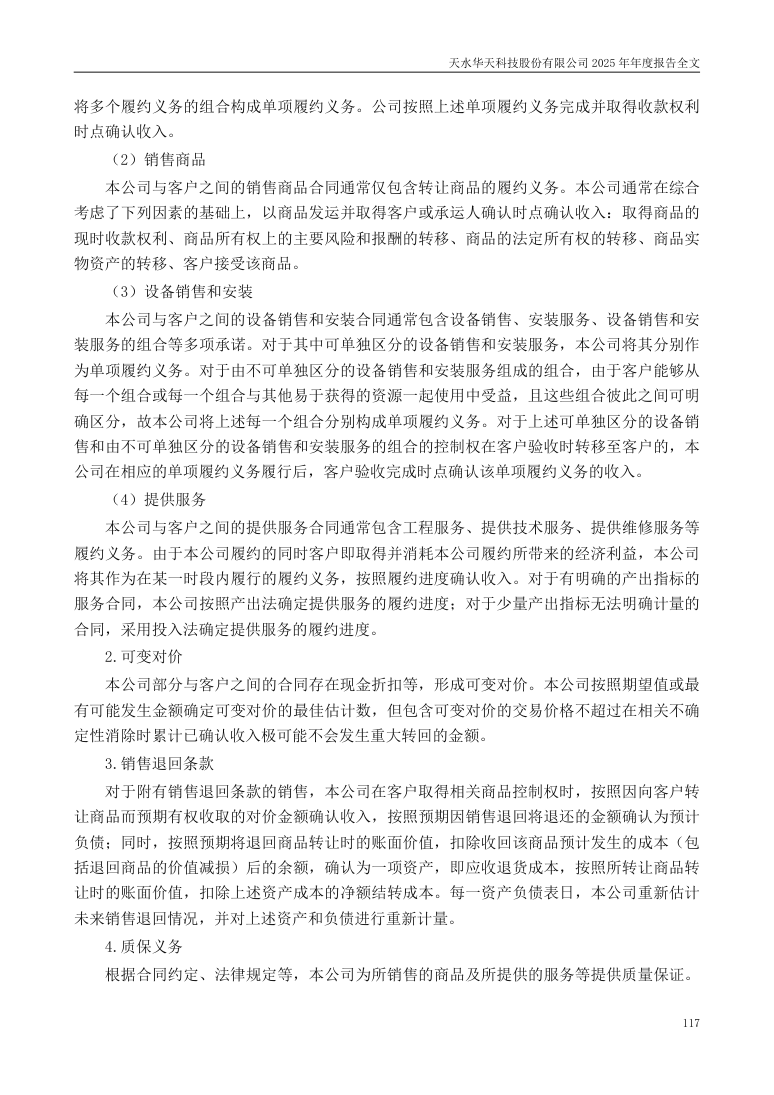 天水华天科技股份有限公司 2025 年年度报告全文
将多个履约义务的组合构成单项履约义务。公司按照上述单项履约义务完成并取得收款权利
时点确认收入。
（2）销售商品
本公司与客户之间的销售商品合同通常仅包含转让商品的履约义务。本公司通常在综合
考虑了下列因素的基础上，以商品发运并取得客户或承运人确认时点确认收入：取得商品的
现时收款权利、商品所有权上的主要风险和报酬的转移、商品的法定所有权的转移、商品实
物资产的转移、客户接受该商品。
（3）设备销售和安装
本公司与客户之间的设备销售和安装合同通常包含设备销售、安装服务、设备销售和安
装服务的组合等多项承诺。对于其中可单独区分的设备销售和安装服务，本公司将其分别作
为单项履约义务。对于由不可单独区分的设备销售和安装服务组成的组合，由于客户能够从
每一个组合或每一个组合与其他易于获得的资源一起使用中受益，且这些组合彼此之间可明
确区分，故本公司将上述每一个组合分别构成单项履约义务。对于上述可单独区分的设备销
售和由不可单独区分的设备销售和安装服务的组合的控制权在客户验收时转移至客户的，本
公司在相应的单项履约义务履行后，客户验收完成时点确认该单项履约义务的收入。
（4）提供服务
本公司与客户之间的提供服务合同通常包含工程服务、提供技术服务、提供维修服务等
履约义务。由于本公司履约的同时客户即取得并消耗本公司履约所带来的经济利益，本公司
将其作为在某一时段内履行的履约义务，按照履约进度确认收入。对于有明确的产出指标的
服务合同，本公司按照产出法确定提供服务的履约进度；对于少量产出指标无法明确计量的
合同，采用投入法确定提供服务的履约进度。
2.可变对价
本公司部分与客户之间的合同存在现金折扣等，形成可变对价。本公司按照期望值或最
有可能发生金额确定可变对价的最佳估计数，但包含可变对价的交易价格不超过在相关不确
定性消除时累计已确认收入极可能不会发生重大转回的金额。
3.销售退回条款
对于附有销售退回条款的销售，本公司在客户取得相关商品控制权时，按照因向客户转
让商品而预期有权收取的对价金额确认收入，按照预期因销售退回将退还的金额确认为预计
负债；同时，按照预期将退回商品转让时的账面价值，扣除收回该商品预计发生的成本（包
括退回商品的价值减损）后的余额，确认为一项资产，即应收退货成本，按照所转让商品转
让时的账面价值，扣除上述资产成本的净额结转成本。每一资产负债表日，本公司重新估计
未来销售退回情况，并对上述资产和负债进行重新计量。
4.质保义务
根据合同约定、法律规定等，本公司为所销售的商品及所提供的服务等提供质量保证。
117